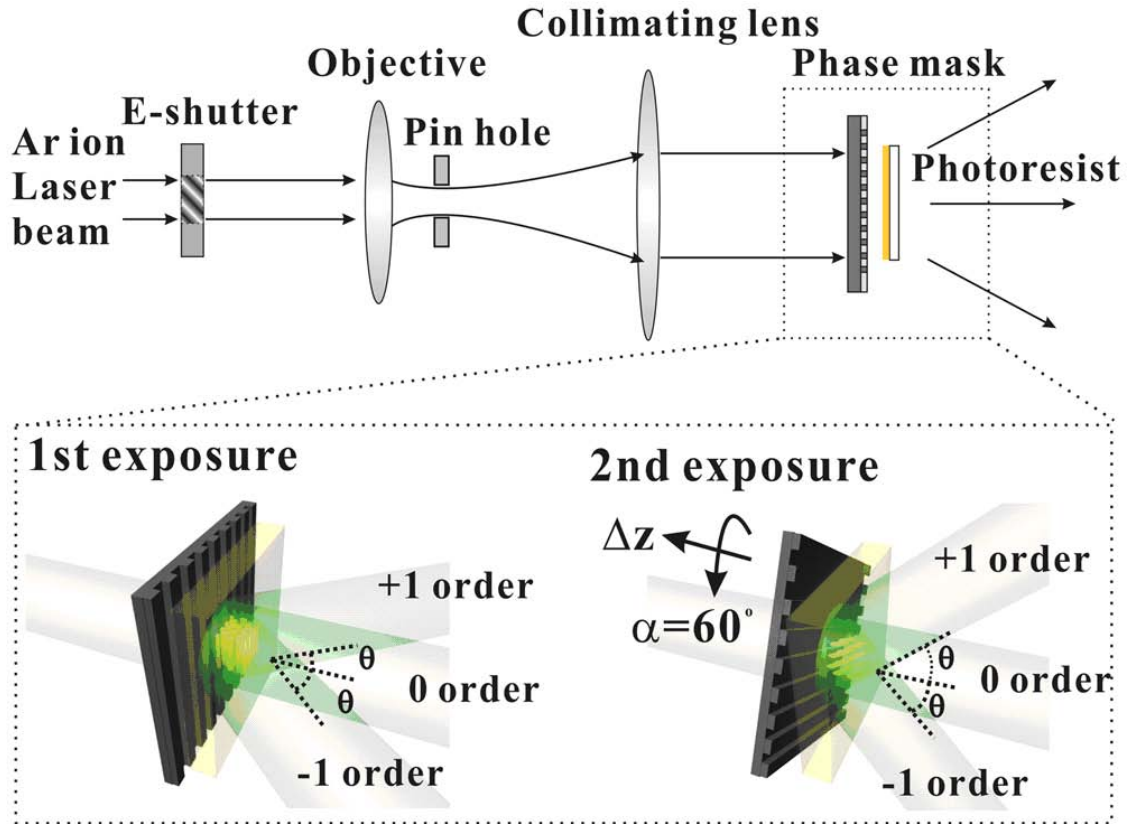 Collimating lens
Objective
Phase mask
E-shutter
Pin hole
Ar ion
Laser
beam
Photoresist
1st exposure
2nd exposure
Δz
α=60°
+1 order
θ
θ
0 order
-1 order
+1 order
θ
θ
0 order
-1 order